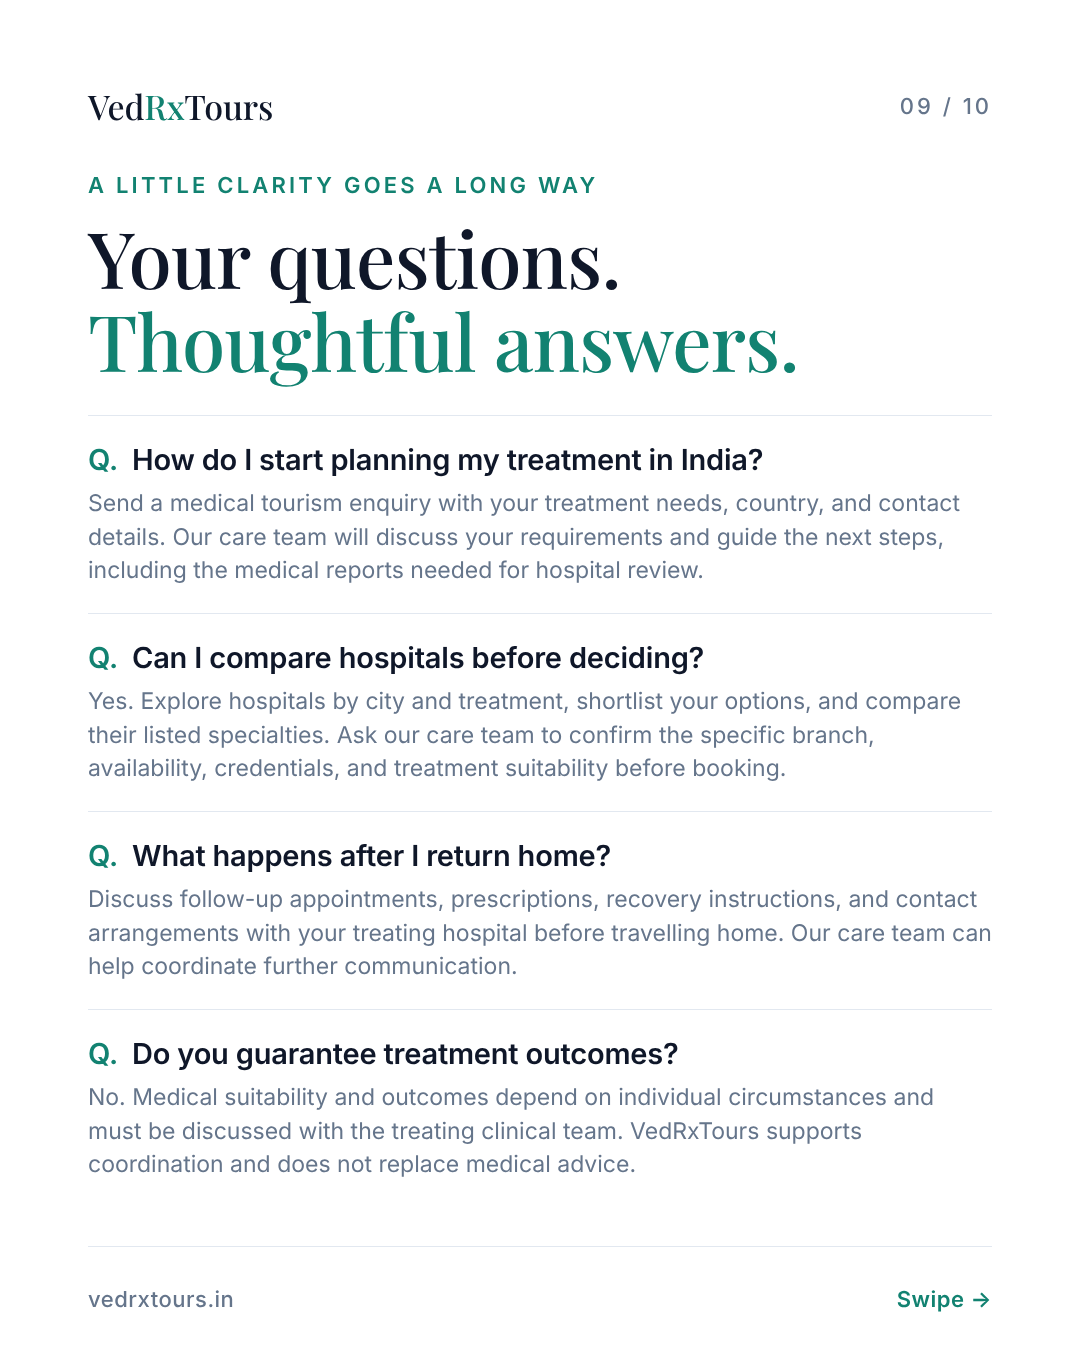 VedRxTours
09 / 10
A LITTLE CLARITY GOES A LONG WAY
Your questions.
Thoughtful answers.
Q. How do I start planning my treatment in India?
Send a medical tourism enquiry with your treatment needs, country, and contact
details. Our care team will discuss your requirements and guide the next steps,
including the medical reports needed for hospital review.
Q. Can I compare hospitals before deciding?
Yes. Explore hospitals by city and treatment, shortlist your options, and compare
their listed specialties. Ask our care team to confirm the specific branch,
availability, credentials, and treatment suitability before booking.
Q. What happens after I return home?
Discuss follow-up appointments, prescriptions, recovery instructions, and contact
arrangements with your treating hospital before travelling home. Our care team can
help coordinate further communication.
Q. Do you guarantee treatment outcomes?
No. Medical suitability and outcomes depend on individual circumstances and
must be discussed with the treating clinical team. VedRxTours supports
coordination and does not replace medical advice.
vedrxtours.in
Swipe →